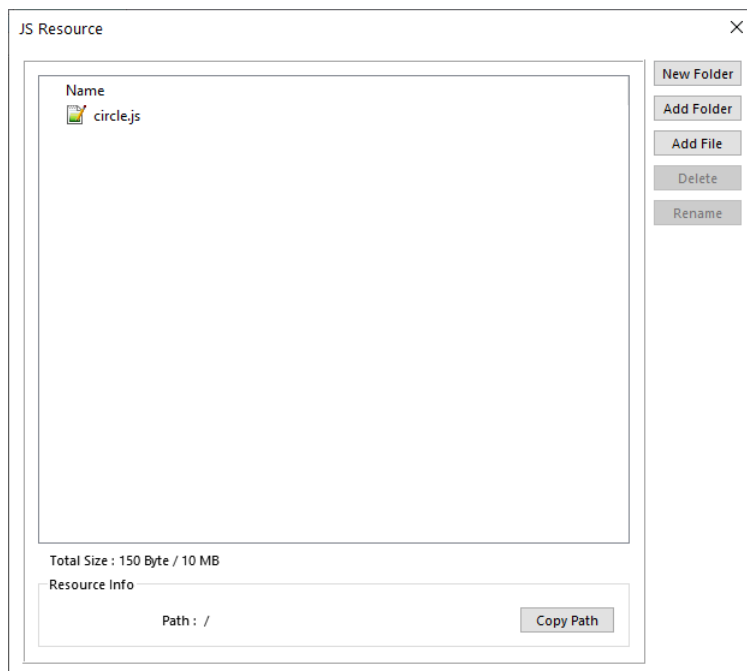 JS Resource
Name
circle.js
New Folder
Add Folder
Add File
Delete
Rename
Total Size : 150 Byte / 10 MB
Resource Info
Path : /
Copy Path